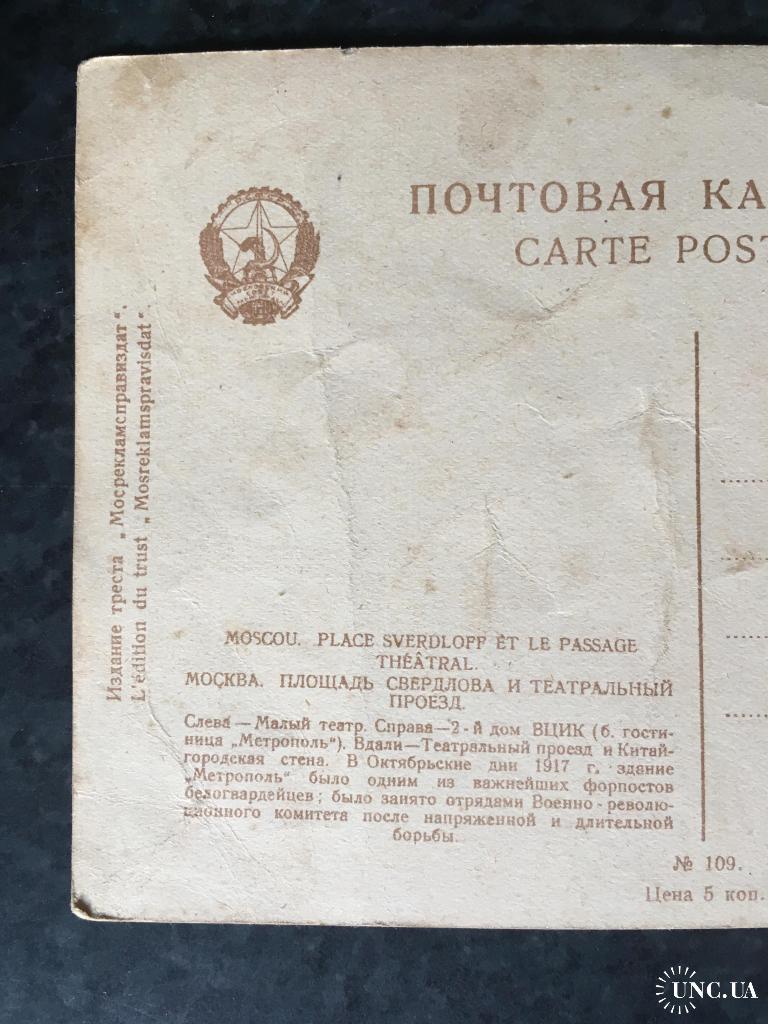 ПОЧТОВАЯ КА
CARTE POST
Издание треста „Мосрекламсправиздат“.
L'édition du trust „Mosreklamspravisdat“.
MOSCOU. PLACE SVERDLOFF ET LE PASSAGE
THÉÂTRAL.
МОСКВА. ПЛОЩАДЬ СВЕРДЛОВА И ТЕАТРАЛЬНЫЙ
ПРОЕЗД.
Слева—Малый театр. Справа—2-й дом ВЦИК (б. гости-
ница „Метрополь“). Вдали—Театральный проезд и Китай-
городская стена. В Октябрьские дни 1917 г. здание
„Метрополь“ было одним из важнейших форпостов
белогвардейцев; было занято отрядами Военно-револю-
ционного комитета после напряженной и длительной
борьбы.
№ 109.
Цена 5 коп.
UNC.UA